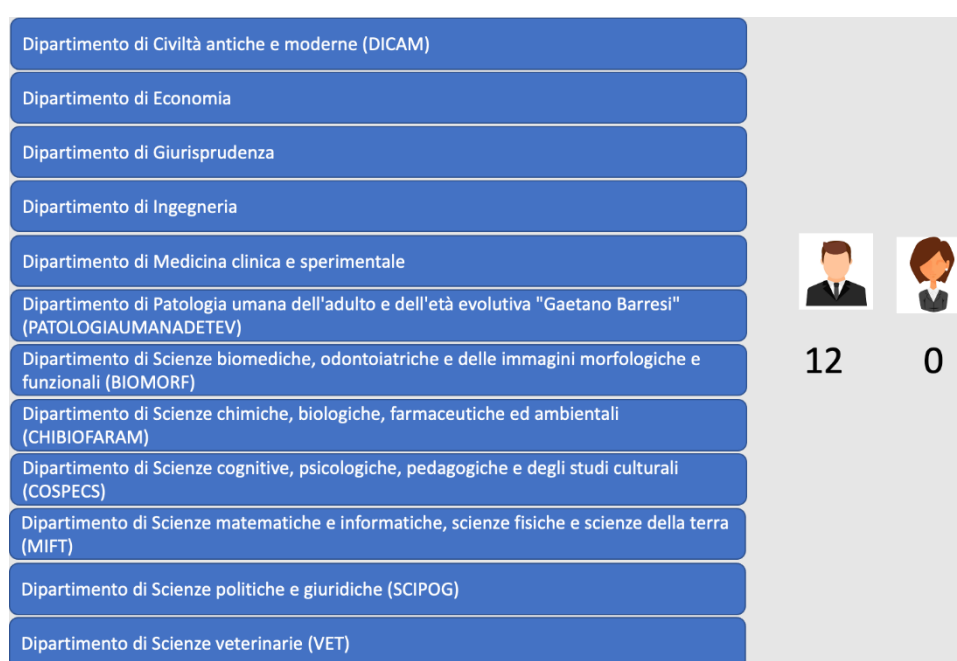 Dipartimento di Civiltà antiche e moderne (DICAM)
Dipartimento di Economia
Dipartimento di Giurisprudenza
Dipartimento di Ingegneria
Dipartimento di Medicina clinica e sperimentale
Dipartimento di Patologia umana dell'adulto e dell'età evolutiva "Gaetano Barresi"
(PATOLOGIAUMANADETEV)
Dipartimento di Scienze biomediche, odontoiatriche e delle immagini morfologiche e
funzionali (BIOMORF)
Dipartimento di Scienze chimiche, biologiche, farmaceutiche ed ambientali
(CHIBIOFARAM)
Dipartimento di Scienze cognitive, psicologiche, pedagogiche e degli studi culturali
(COSPECS)
Dipartimento di Scienze matematiche e informatiche, scienze fisiche e scienze della terra
(MIFT)
Dipartimento di Scienze politiche e giuridiche (SCIPOG)
Dipartimento di Scienze veterinarie (VET)
12 0